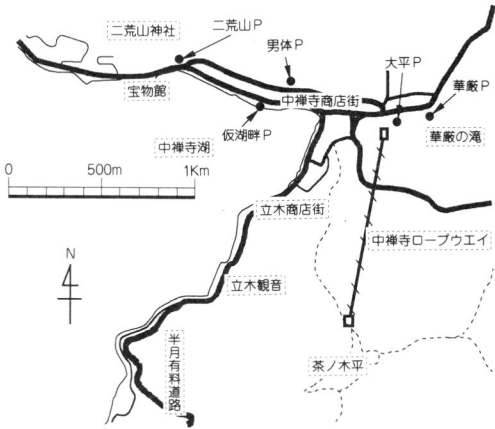 二荒山神社
二荒山P
男体P
大平P
華厳P
宝物館
中禅寺商店街
仮湖畔P
華厳の滝
中禅寺湖
0 500m 1Km
立木商店街
中禅寺ロープウエイ
N
立木観音
半月有料道路
茶ノ木平